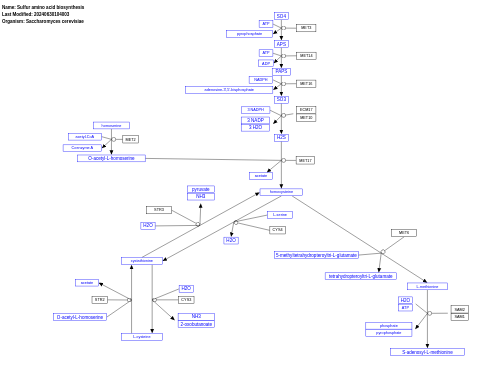 Name: Sulfur amino acid biosynthesis
Last Modified: 20240630194903
Organism: Saccharomyces cerevisiae
SO4
ATP
MET3
pyrophosphate
APS
ATP
MET14
ADP
PAPS
NADPH
MET16
adenosine-3',5'-bisphosphate
SO3
3 NADPH
ECM17
MET10
3 NADP
3 H2O
H2S
homoserine
acetyl-CoA
MET2
Coenzyme A
O-acetyl-L-homoserine
MET17
acetate
homocysteine
pyruvate
NH3
STR3
H2O
L-serine
CYS4
H2O
MET6
5-methyltetrahydropteroyltri-L-glutamate
tetrahydropteroyltri-L-glutamate
cystathionine
acetate
STR2
O-acetyl-L-homoserine
H2O
CYS3
NH3
2-oxobutanoate
L-cysteine
L-methionine
H2O
ATP
SAM2
SAM1
phosphate
pyrophosphate
S-adenosyl-L-methionine